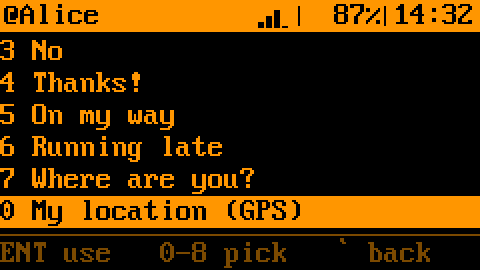 @Alice 87%|14:32
3 No
4 Thanks!
5 On my way
6 Running late
7 Where are you?
0 My location (GPS)
ENT use 0-8 pick ` back